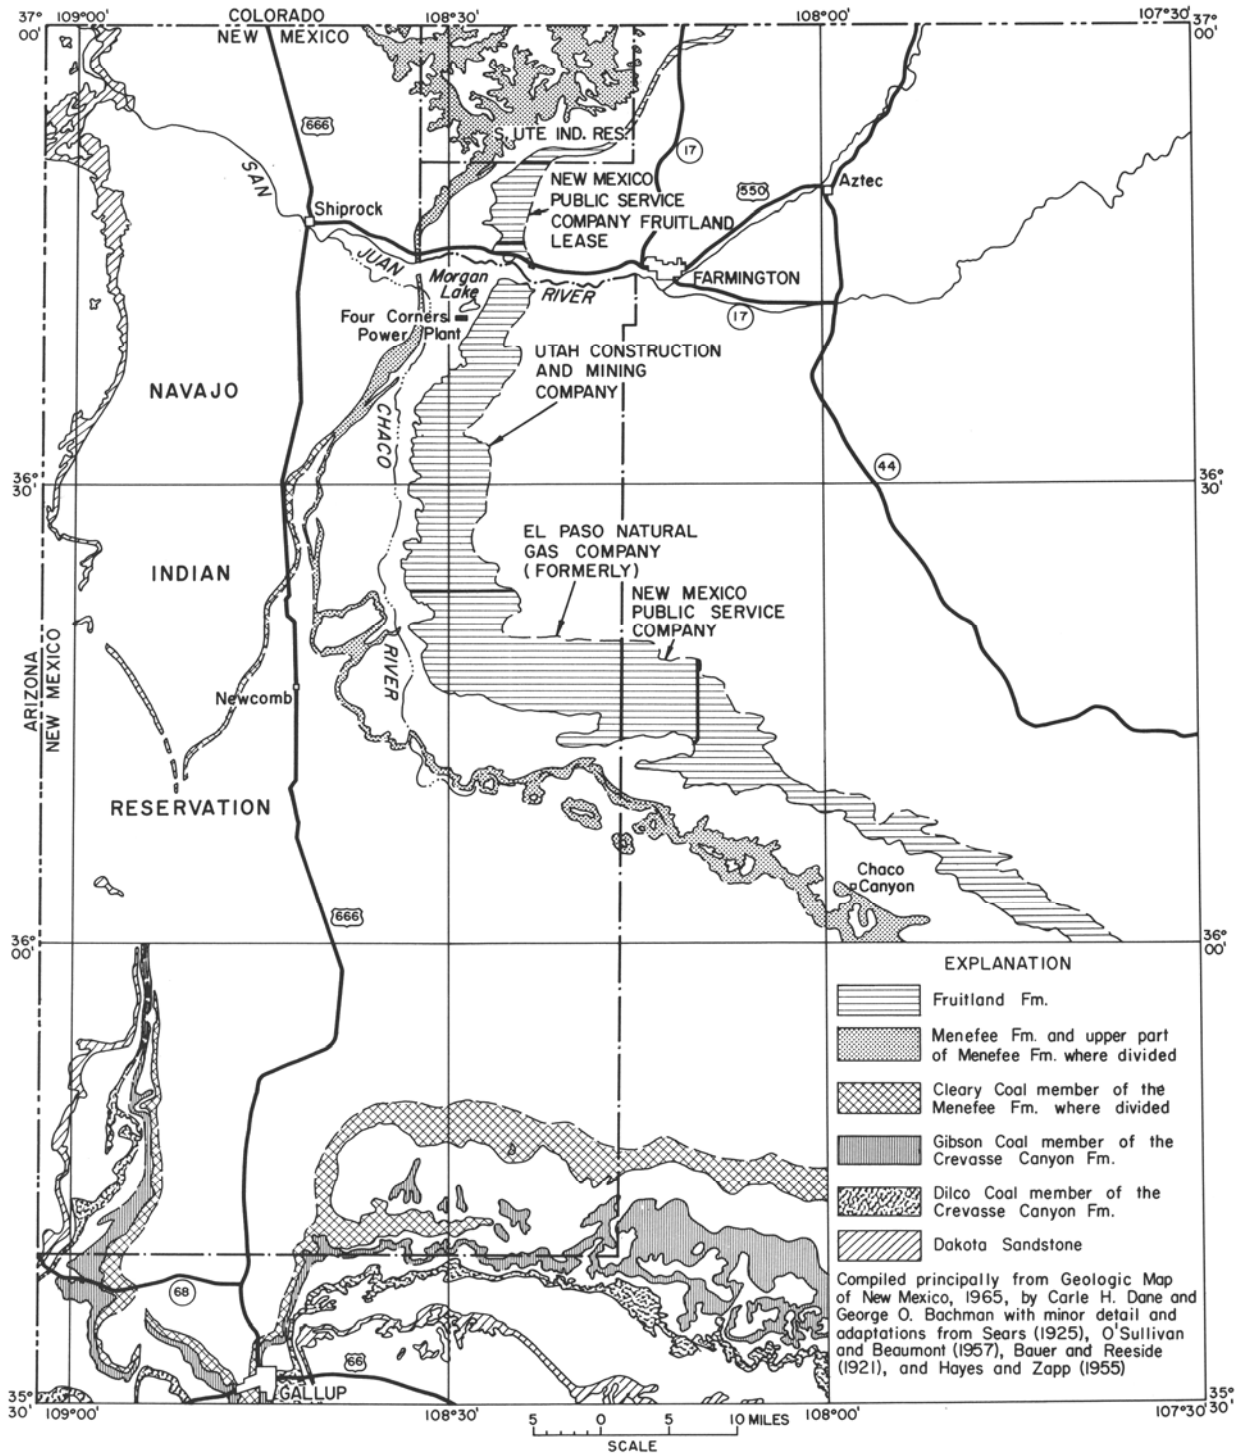 37°
00'
109°00'
COLORADO
NEW MEXICO
108°30'
108°00'
107°30'
37°
00'
666
S. UTE IND. RES.
17
SAN
NEW MEXICO
PUBLIC SERVICE
COMPANY FRUITLAND
LEASE
550
Aztec
Shiprock
JUAN
Morgan
Lake
RIVER
FARMINGTON
17
Four Corners
Power Plant
UTAH CONSTRUCTION
AND MINING
COMPANY
NAVAJO
CHACO
44
36°
30'
36°
30'
EL PASO NATURAL
GAS COMPANY
(FORMERLY)
INDIAN
NEW MEXICO
PUBLIC SERVICE
COMPANY
ARIZONA
NEW MEXICO
RIVER
Newcomb
RESERVATION
Chaco
Canyon
666
36°
00'
36°
00'
EXPLANATION
Fruitland Fm.
Menefee Fm. and upper part
of Menefee Fm. where divided
Cleary Coal member of the
Menefee Fm. where divided
Gibson Coal member of the
Crevasse Canyon Fm.
Dilco Coal member of the
Crevasse Canyon Fm.
Dakota Sandstone
Compiled principally from Geologic Map
of New Mexico, 1965, by Carle H. Dane and
George O. Bachman with minor detail and
adaptations from Sears (1925), O'Sullivan
and Beaumont (1957), Bauer and Reeside
(1921), and Hayes and Zapp (1955)
68
66
GALLUP
35°
30'
109°00'
108°30'
108°00'
107°30'
35°
30'
5 0 5 10 MILES
SCALE